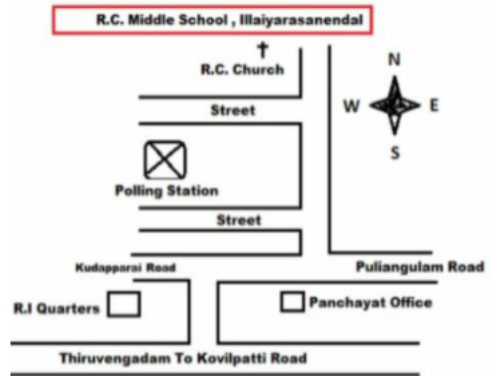 R.C. Middle School , Illaiyarasanendal
R.C. Church
N
Street
W E
S
Polling Station
Street
Kudapparai Road
Puliangulam Road
R.I Quarters
Panchayat Office
Thiruvengadam To Kovilpatti Road